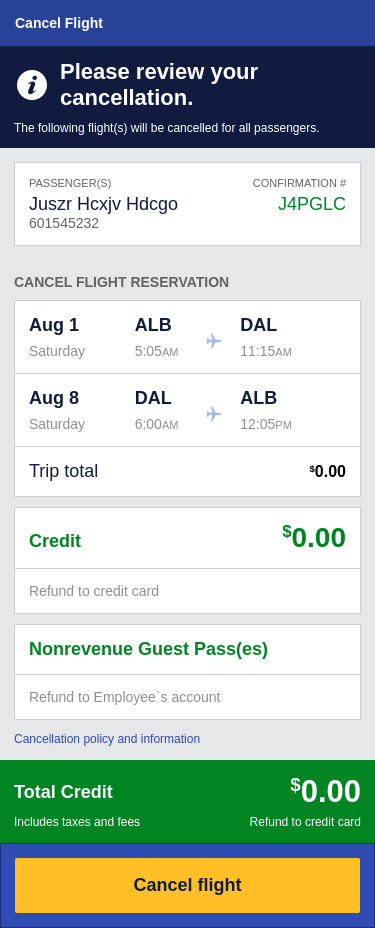 Cancel Flight
Please review your
cancellation.
The following flight(s) will be cancelled for all passengers.
PASSENGER(S) CONFIRMATION #
Juszr Hcxjv Hdcgo J4PGLC
601545232
CANCEL FLIGHT RESERVATION
Aug 1 ALB DAL
Saturday 5:05AM 11:15AM
Aug 8 DAL ALB
Saturday 6:00AM 12:05PM
Trip total $0.00
Credit $0.00
Refund to credit card
Nonrevenue Guest Pass(es)
Refund to Employee`s account
Cancellation policy and information
Total Credit $0.00
Includes taxes and fees Refund to credit card
Cancel flight